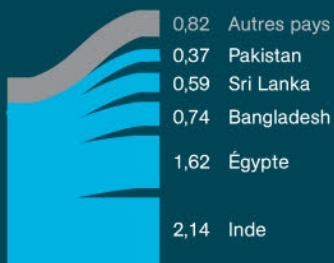 0,82 Autres pays
0,37 Pakistan
0,59 Sri Lanka
0,74 Bangladesh
1,62 Égypte
2,14 Inde